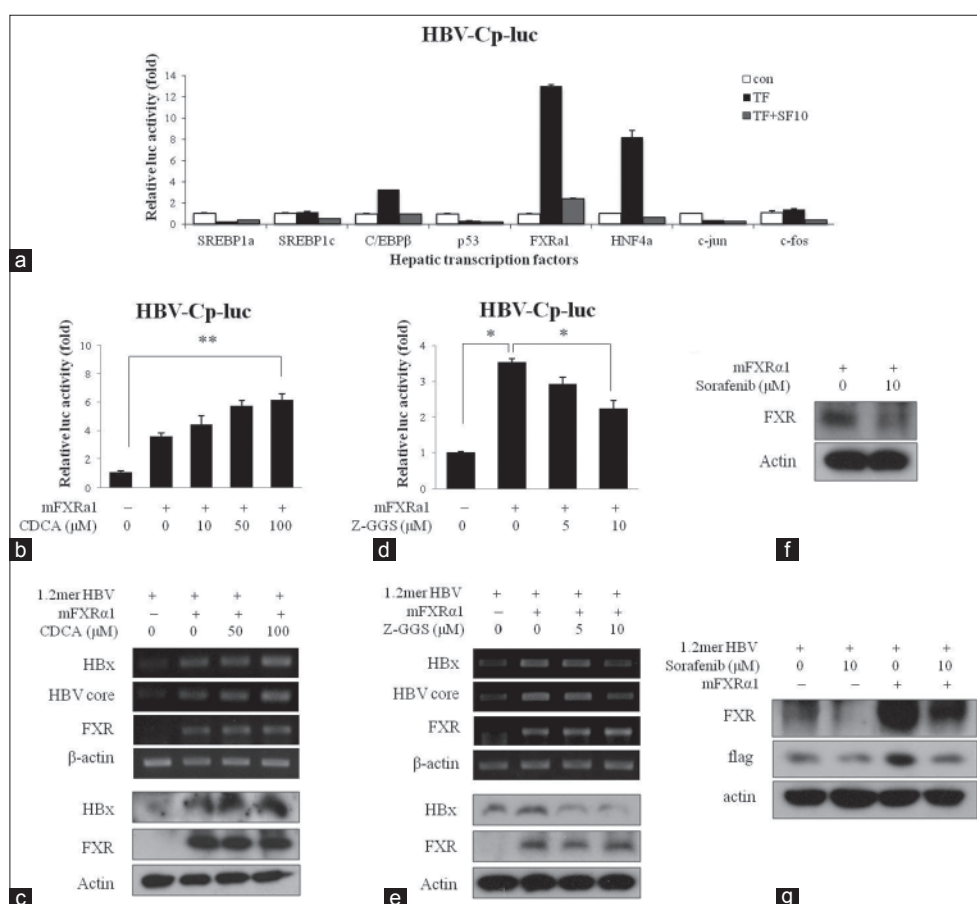 HBV-Cp-luc
Relative luc activity (fold)
14
12
10
8
6
4
2
0
con
TF
TF+SF10
SREBP1a SREBP1c C/EBPβ p53 FXRa1 HNF4a c-jun c-fos
Hepatic transcription factors
a
HBV-Cp-luc
Relative luc activity (fold)
10
8
6
4
2
0
**
mFXRa1 – + + + +
CDCA (μM) 0 0 10 50 100
b
HBV-Cp-luc
Relative luc activity (fold)
5
4
3
2
1
0
* *
mFXRa1 – + + +
Z-GGS (μM) 0 0 5 10
d
mFXRα1 + +
Sorafenib (μM) 0 10
FXR
Actin
f
1.2mer HBV + + + +
mFXRα1 – + + +
CDCA (μM) 0 0 50 100
HBx
HBV core
FXR
β-actin
HBx
FXR
Actin
c
1.2mer HBV + + + +
mFXRα1 – + + +
Z-GGS (μM) 0 0 5 10
HBx
HBV core
FXR
β-actin
HBx
FXR
Actin
e
1.2mer HBV + + + +
Sorafenib (μM) 0 10 0 10
mFXRα1 – – + +
FXR
flag
actin
g